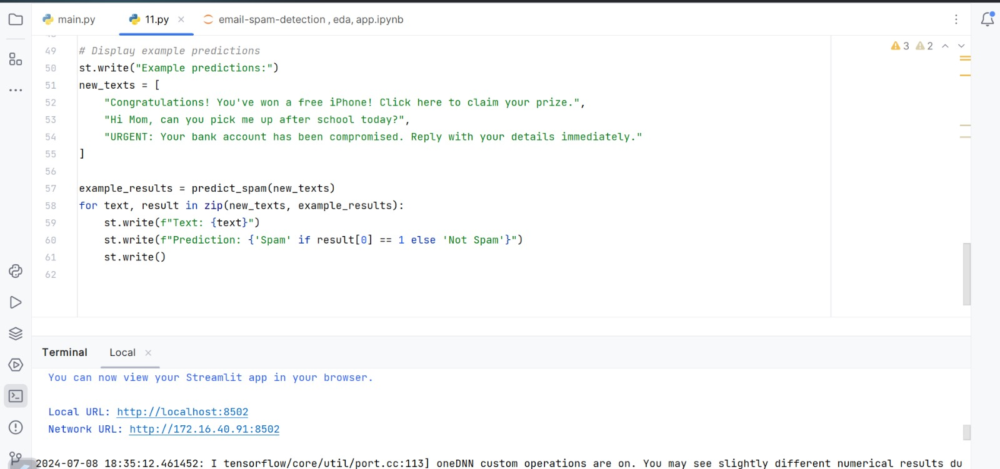 main.py
11.py
email-spam-detection , eda, app.ipynb
3
2
49 # Display example predictions
50 st.write("Example predictions:")
51 new_texts = [
52 "Congratulations! You've won a free iPhone! Click here to claim your prize.",
53 "Hi Mom, can you pick me up after school today?",
54 "URGENT: Your bank account has been compromised. Reply with your details immediately."
55 ]
56
57 example_results = predict_spam(new_texts)
58 for text, result in zip(new_texts, example_results):
59 st.write(f"Text: {text}")
60 st.write(f"Prediction: {'Spam' if result[0] == 1 else 'Not Spam'}")
61 st.write()
62
Terminal
Local
You can now view your Streamlit app in your browser.
Local URL: http://localhost:8502
Network URL: http://172.16.40.91:8502
2024-07-08 18:35:12.461452: I tensorflow/core/util/port.cc:113] oneDNN custom operations are on. You may see slightly different numerical results du